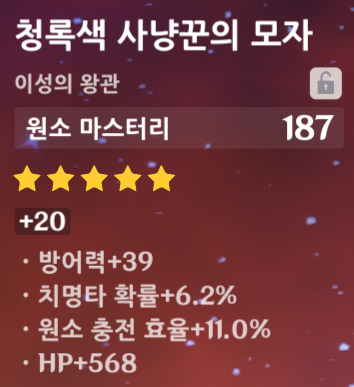 청록색 사냥꾼의 모자
이성의 왕관
원소 마스터리 187
+20
· 방어력+39
· 치명타 확률+6.2%
· 원소 충전 효율+11.0%
· HP+568